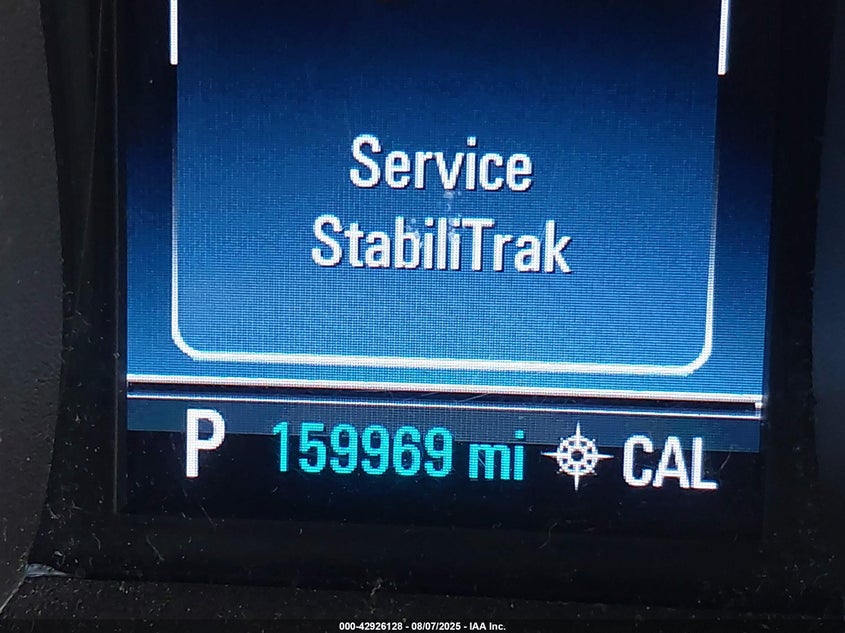 Service
StabiliTrak
P 159969 mi CAL
000-42926128 - 08/07/2025 - IAA Inc.